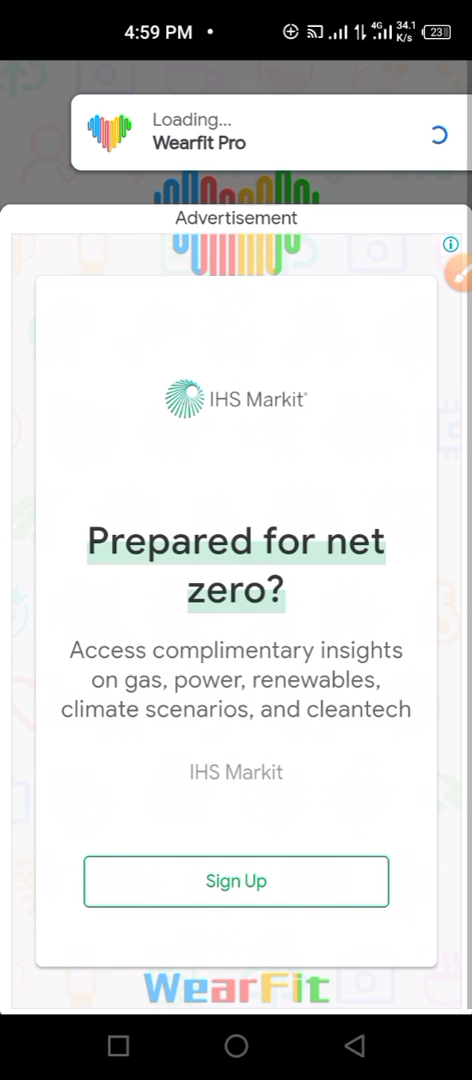 4:59 PM
4G 34.1 K/s 23
Loading...
Wearfit Pro
Advertisement
IHS Markit®
Prepared for net
zero?
Access complimentary insights
on gas, power, renewables,
climate scenarios, and cleantech
IHS Markit
Sign Up
WearFit